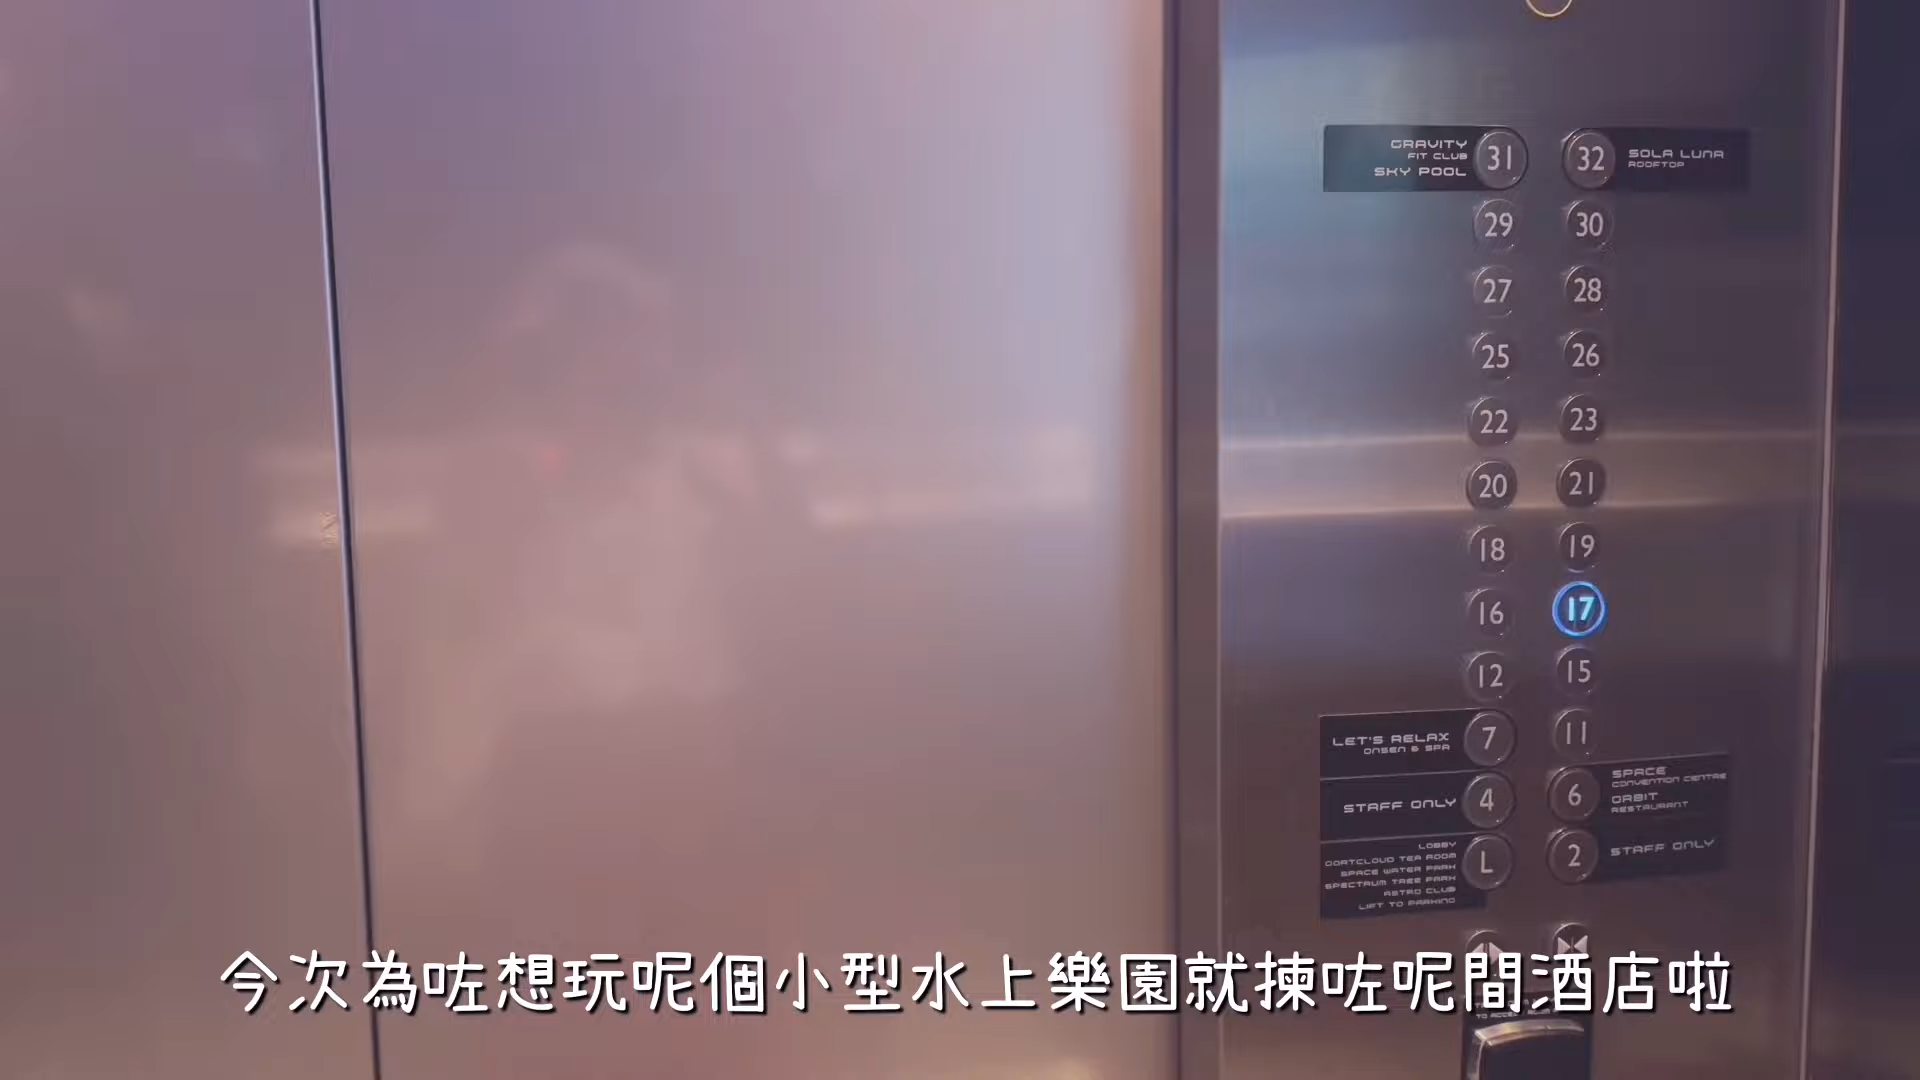 GRAVITY
FIT CLUB
SKY POOL
31
32
SOLA LUNA
ROOFTOP
29
30
27
28
25
26
22
23
20
21
18
19
16
17
12
15
LET'S RELAX
ONSEN & SPA
7
11
STAFF ONLY
4
6
SPACE
CONVENTION CENTRE
ORBIT
RESTAURANT
LOBBY
OORTCLOUD TEA ROOM
SPACE WATER PARK
SPECTRUM TREE PARK
ASTRO CLUB
LIFT TO PARKING
L
2
STAFF ONLY
今次為咗想玩呢個小型水上樂園就揀咗呢間酒店啦